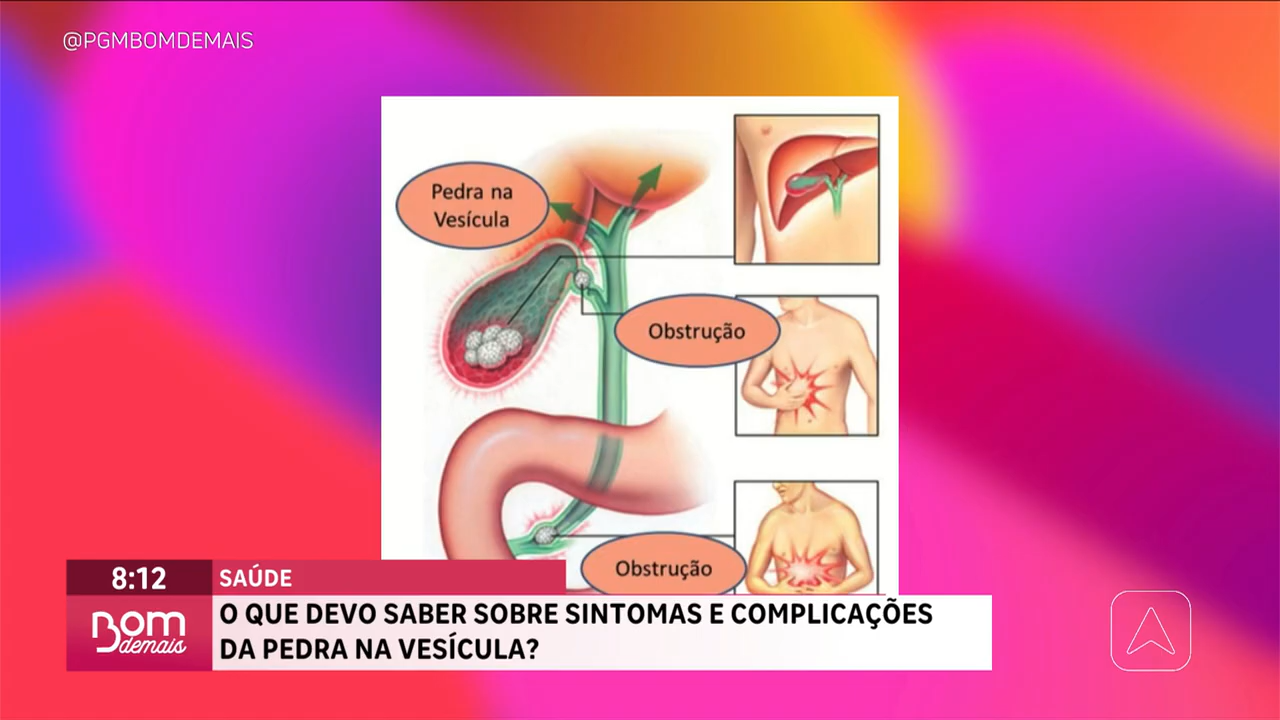 @PGMBOMDEMAIS
Pedra na
Vesícula
Obstrução
Obstrução
8:12
SAÚDE
Bom
demais
O QUE DEVO SABER SOBRE SINTOMAS E COMPLICAÇÕES
DA PEDRA NA VESÍCULA?